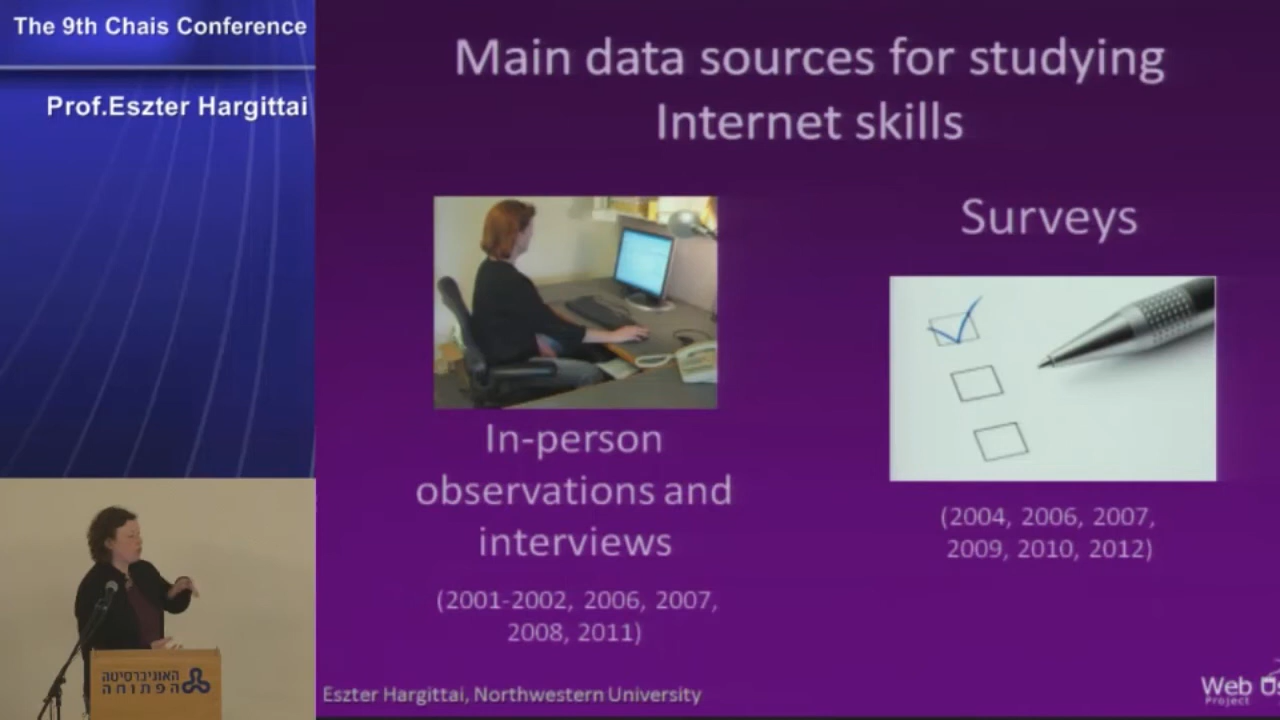 The 9th Chais Conference
Prof.Eszter Hargittai
Main data sources for studying
Internet skills
In-person
observations and
interviews
(2001-2002, 2006, 2007,
2008, 2011)
Surveys
(2004, 2006, 2007,
2009, 2010, 2012)
האוניברסיטה
הפתוחה
Eszter Hargittai, Northwestern University
Web
Project